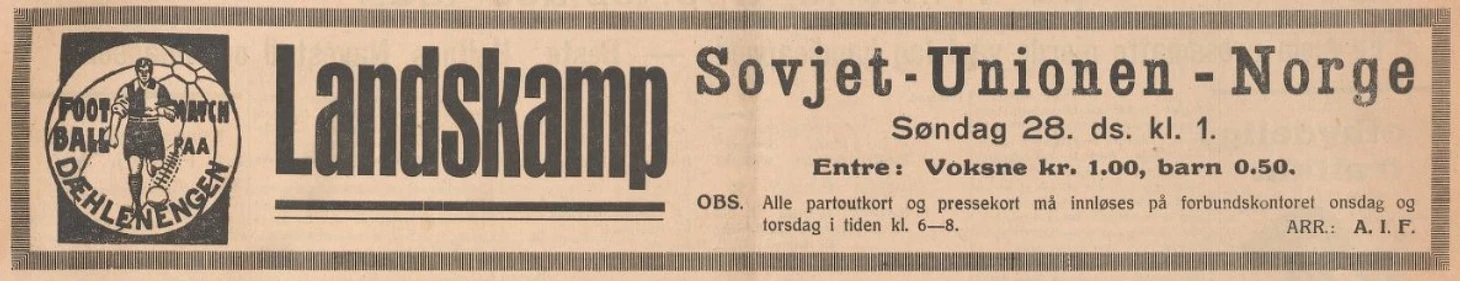 FOOT MATCH
BALL PAA
DÆHLENENGEN
Landskamp
Sovjet-Unionen - Norge
Søndag 28. ds. kl. 1.
Entre: Voksne kr. 1.00, barn 0.50.
OBS. Alle partoutkort og pressekort må innløses på forbundskontoret onsdag og
torsdag i tiden kl. 6—8.
ARR.: A. I. F.